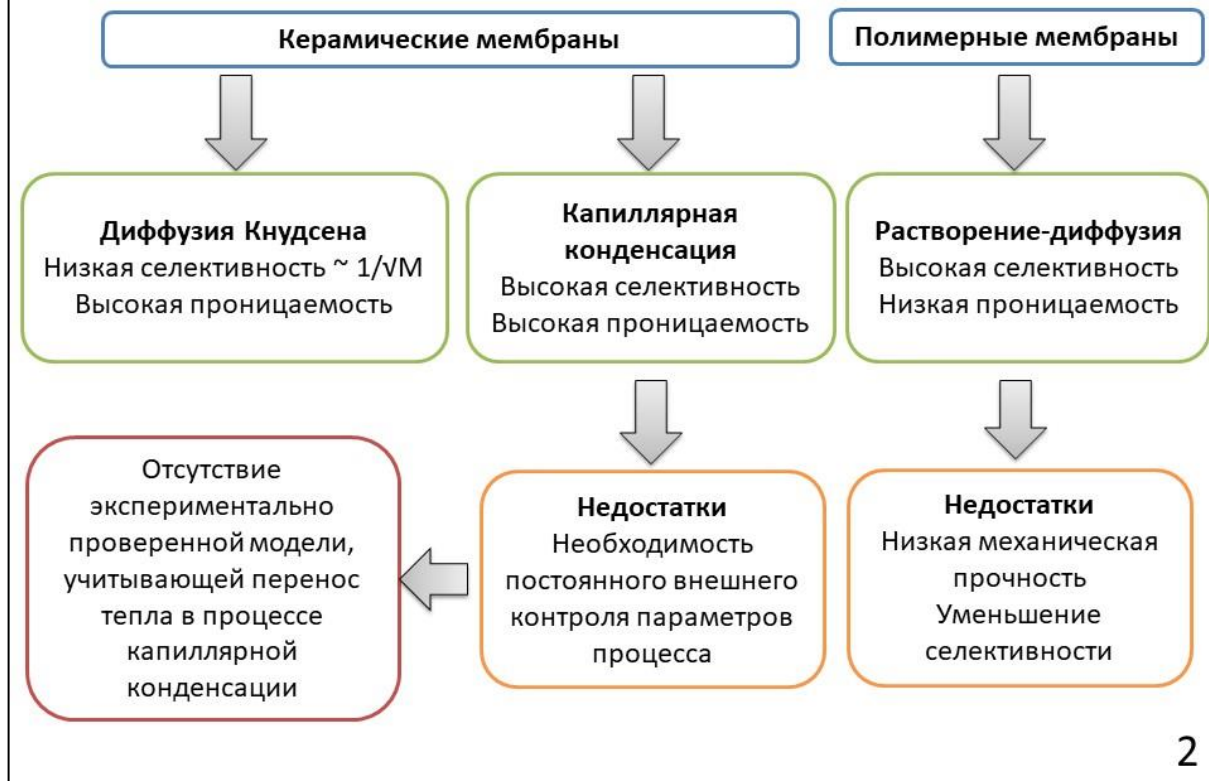 Керамические мембраны
Полимерные мембраны
Диффузия Кнудсена
Низкая селективность ~ 1/√М
Высокая проницаемость
Капиллярная
конденсация
Высокая селективность
Высокая проницаемость
Растворение-диффузия
Высокая селективность
Низкая проницаемость
Отсутствие
экспериментально
проверенной модели,
учитывающей перенос
тепла в процессе
капиллярной
конденсации
Недостатки
Необходимость
постоянного внешнего
контроля параметров
процесса
Недостатки
Низкая механическая
прочность
Уменьшение
селективности
2